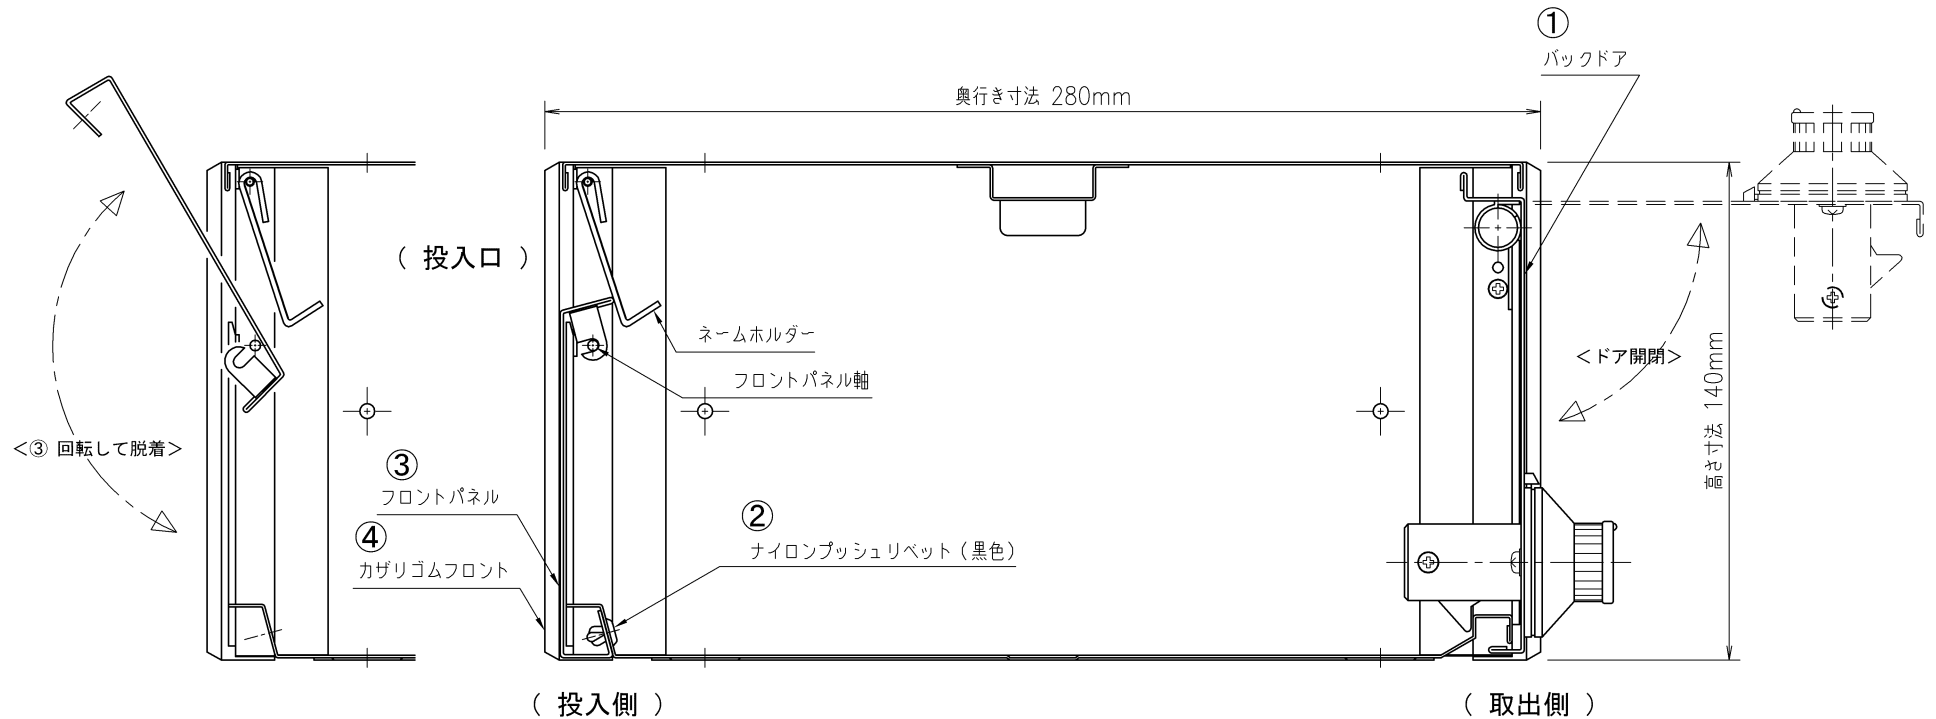 ①
バックドア
奥行き寸法 280mm
( 投入口 )
ネームホルダー
フロントパネル軸
<ドア開閉>
高さ寸法 140mm
<③ 回転して脱着>
③
フロントパネル
②
ナイロンプッシュリベット(黒色)
④
カザリゴムフロント
( 投入側 )
( 取出側 )